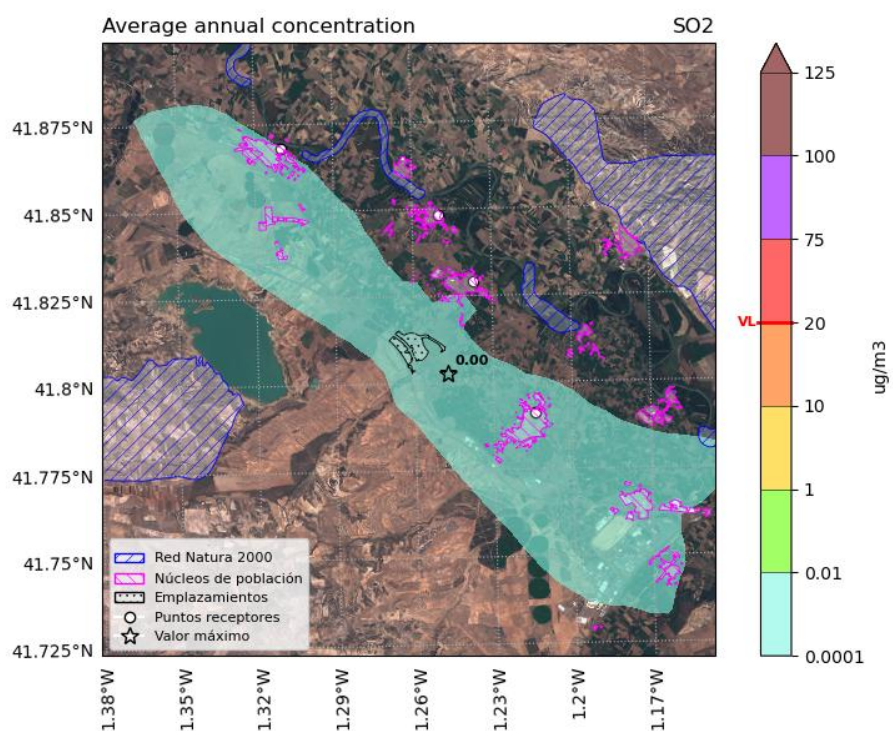 Average annual concentration SO2
41.875°N
41.85°N
41.825°N
41.8°N
41.775°N
41.75°N
41.725°N
0.00
Red Natura 2000
Núcleos de población
Emplazamientos
Puntos receptores
Valor máximo
1.38°W 1.35°W 1.32°W 1.29°W 1.26°W 1.23°W 1.2°W 1.17°W
125
100
75
VL 20
10
1
0.01
0.0001
ug/m3